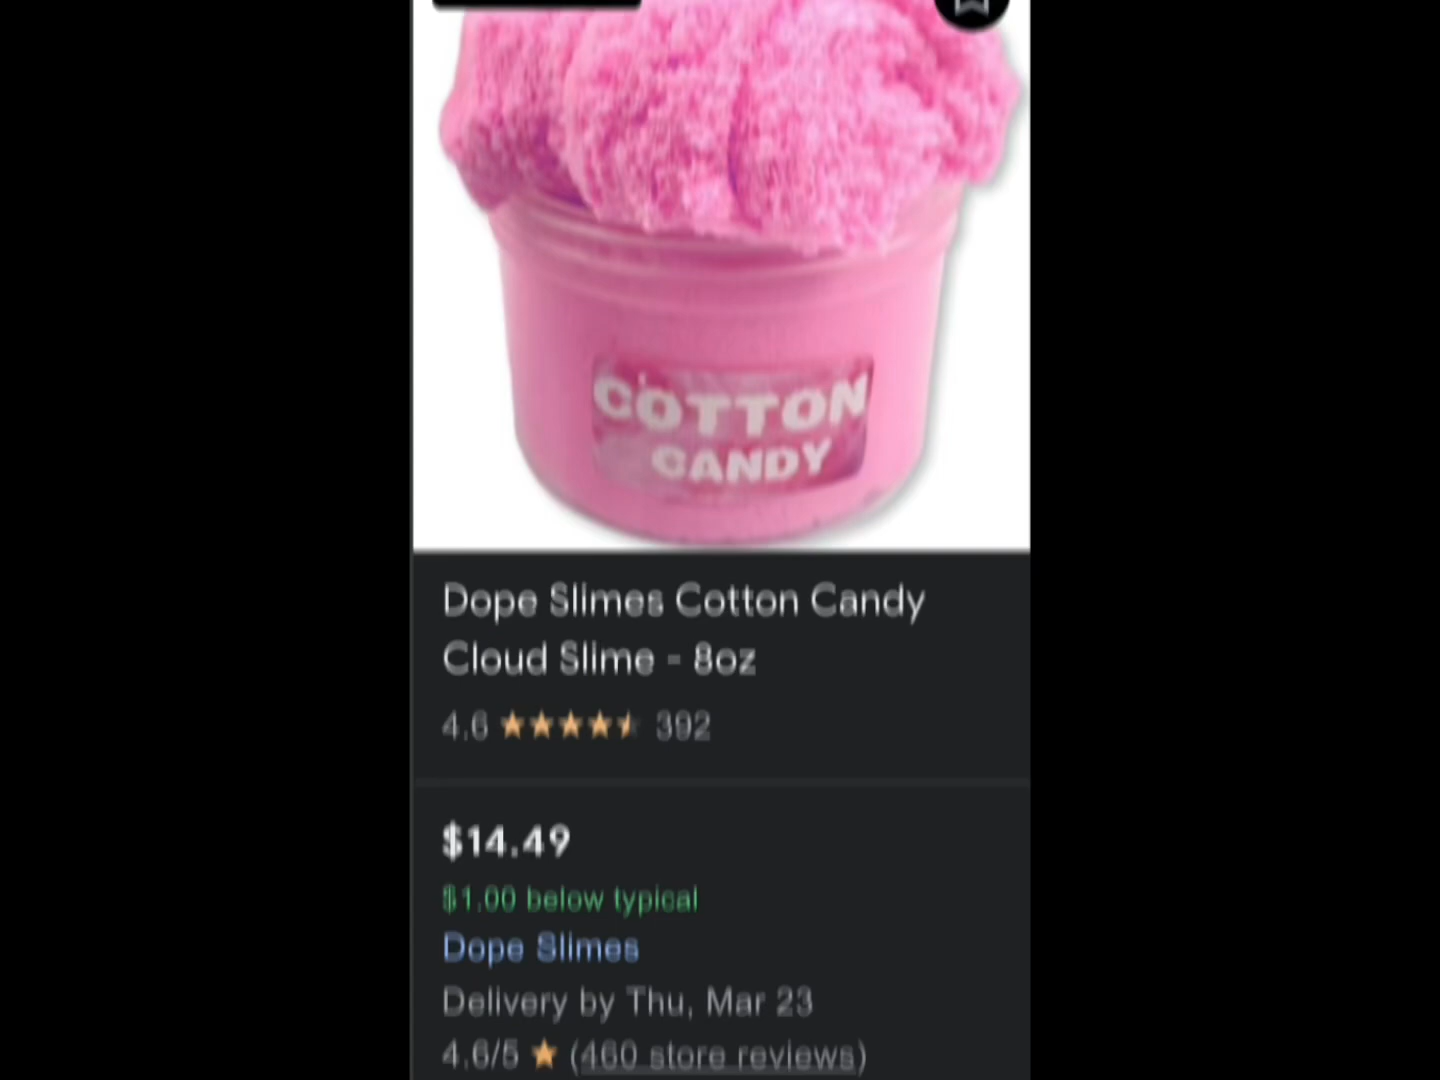 COTTON
CANDY
Dope Slimes Cotton Candy
Cloud Slime - 8oz
4.6 392
$14.49
$1.00 below typical
Dope Slimes
Delivery by Thu, Mar 23
4.6/5 (460 store reviews)